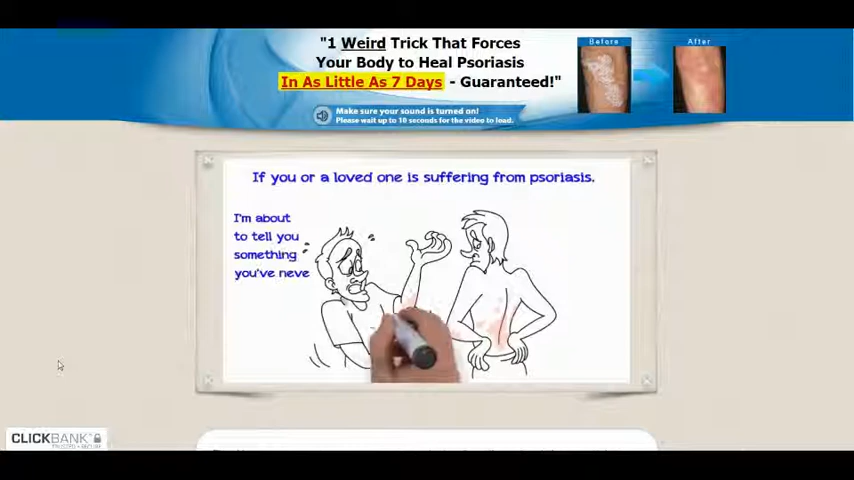 "1 Weird Trick That Forces
Your Body to Heal Psoriasis
In As Little As 7 Days - Guaranteed!"
Before
After
Make sure your sound is turned on!
Please wait up to 10 seconds for the video to load.
If you or a loved one is suffering from psoriasis.
I'm about
to tell you
something
you've neve
CLICKBANK